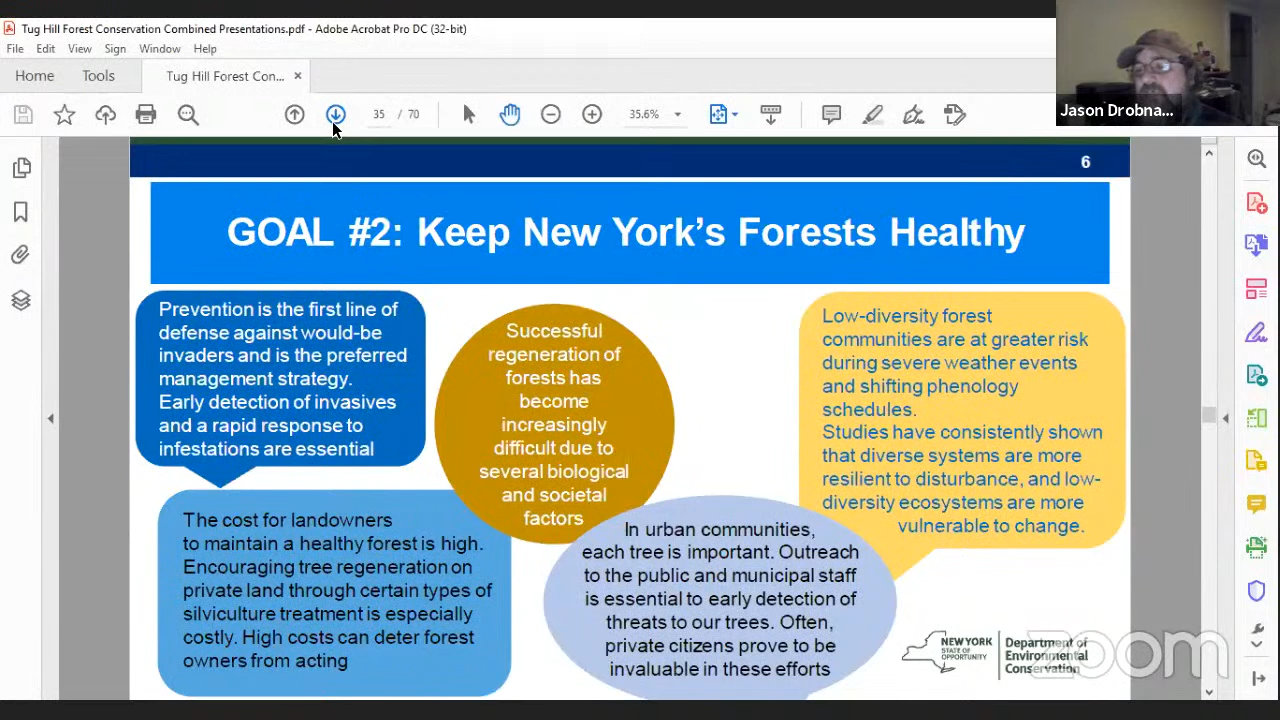 Tug Hill Forest Conservation Combined Presentations.pdf - Adobe Acrobat Pro DC (32-bit)
File Edit View Sign Window Help
Home Tools Tug Hill Forest Con... ×
35 / 70 35.6%
Jason Drobna...
6
GOAL #2: Keep New York's Forests Healthy
Prevention is the first line of
defense against would-be
invaders and is the preferred
management strategy.
Early detection of invasives
and a rapid response to
infestations are essential
Successful
regeneration of
forests has
become
increasingly
difficult due to
several biological
and societal
factors
Low-diversity forest
communities are at greater risk
during severe weather events
and shifting phenology
schedules.
Studies have consistently shown
that diverse systems are more
resilient to disturbance, and low-
diversity ecosystems are more
vulnerable to change.
The cost for landowners
to maintain a healthy forest is high.
Encouraging tree regeneration on
private land through certain types of
silviculture treatment is especially
costly. High costs can deter forest
owners from acting
In urban communities,
each tree is important. Outreach
to the public and municipal staff
is essential to early detection of
threats to our trees. Often,
private citizens prove to be
invaluable in these efforts
NEW YORK
STATE OF
OPPORTUNITY
Department of
Environmental
Conservation
zoom